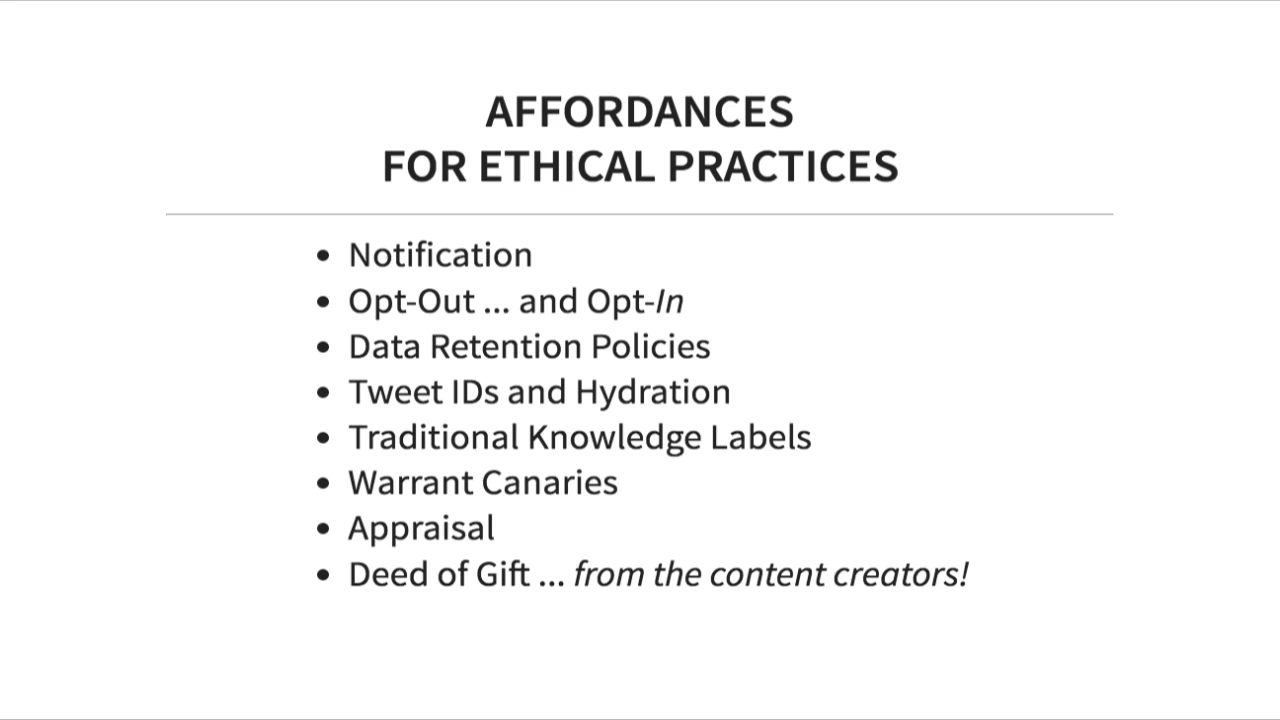 AFFORDANCES
FOR ETHICAL PRACTICES
• Notification
• Opt-Out ... and Opt-In
• Data Retention Policies
• Tweet IDs and Hydration
• Traditional Knowledge Labels
• Warrant Canaries
• Appraisal
• Deed of Gift ... from the content creators!